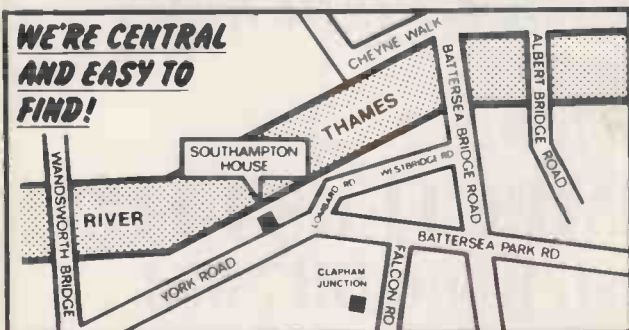 WE'RE CENTRAL
AND EASY TO
FIND!
CHEYNE WALK
BATTERSEA BRIDGE ROAD
ALBERT BRIDGE ROAD
THAMES
SOUTHAMPTON
HOUSE
WESTBRIDGE RD
LOMBARD RD
WANDSWORTH BRIDGE
RIVER
BATTERSEA PARK RD
YORK ROAD
CLAPHAM
JUNCTION
FALCON RD